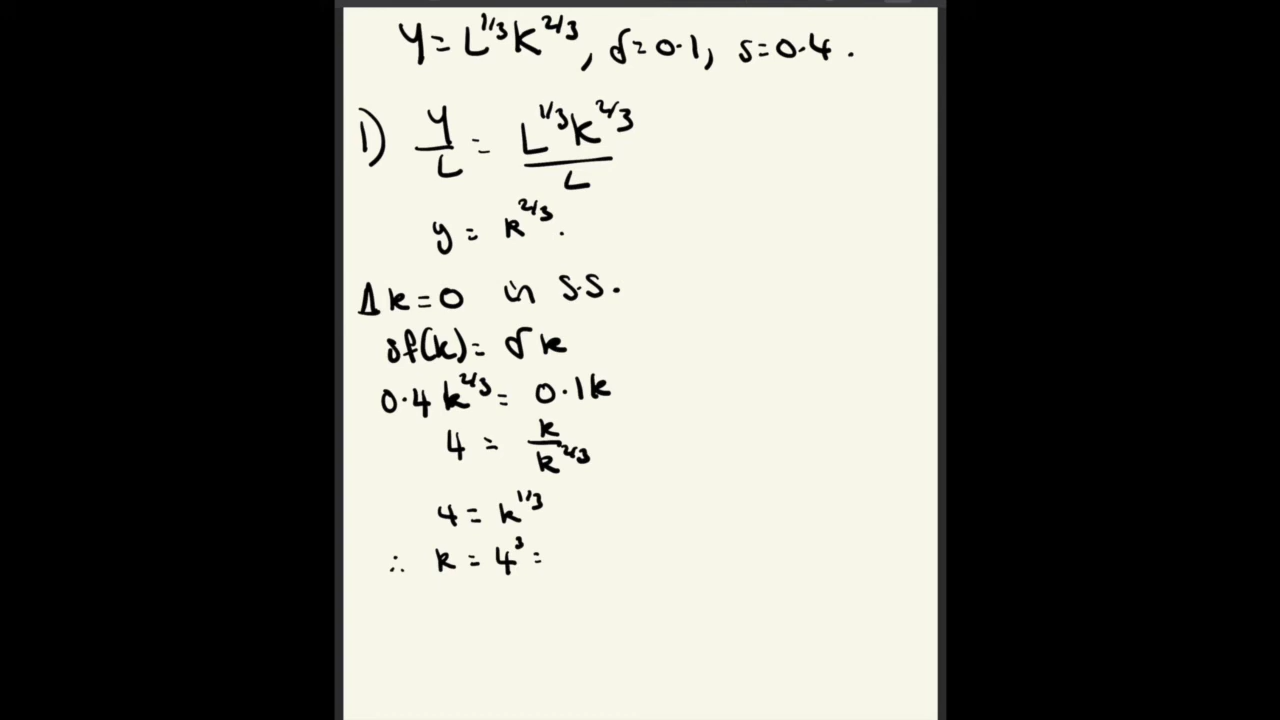 Y = L^1/3 K^2/3, δ = 0.1, s = 0.4.
1) Y/L = L^1/3 K^2/3 / L
y = k^2/3.
Δk = 0 in S.S.
sf(k) = δk
0.4 k^2/3 = 0.1k
4 = k / k^2/3
4 = k^1/3
∴ k = 4^3 =